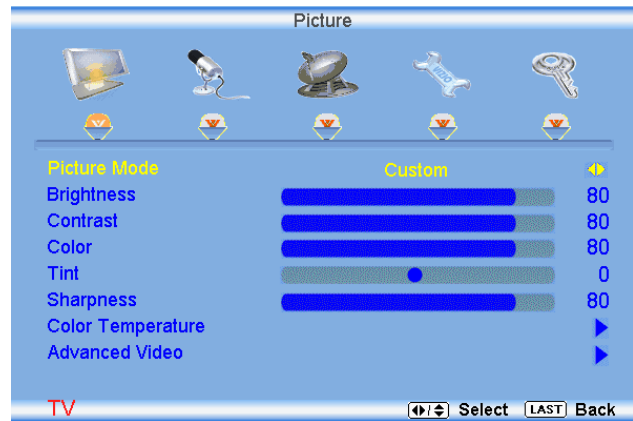 Picture
Picture Mode Custom
Brightness 80
Contrast 80
Color 80
Tint 0
Sharpness 80
Color Temperature
Advanced Video
TV Select LAST Back